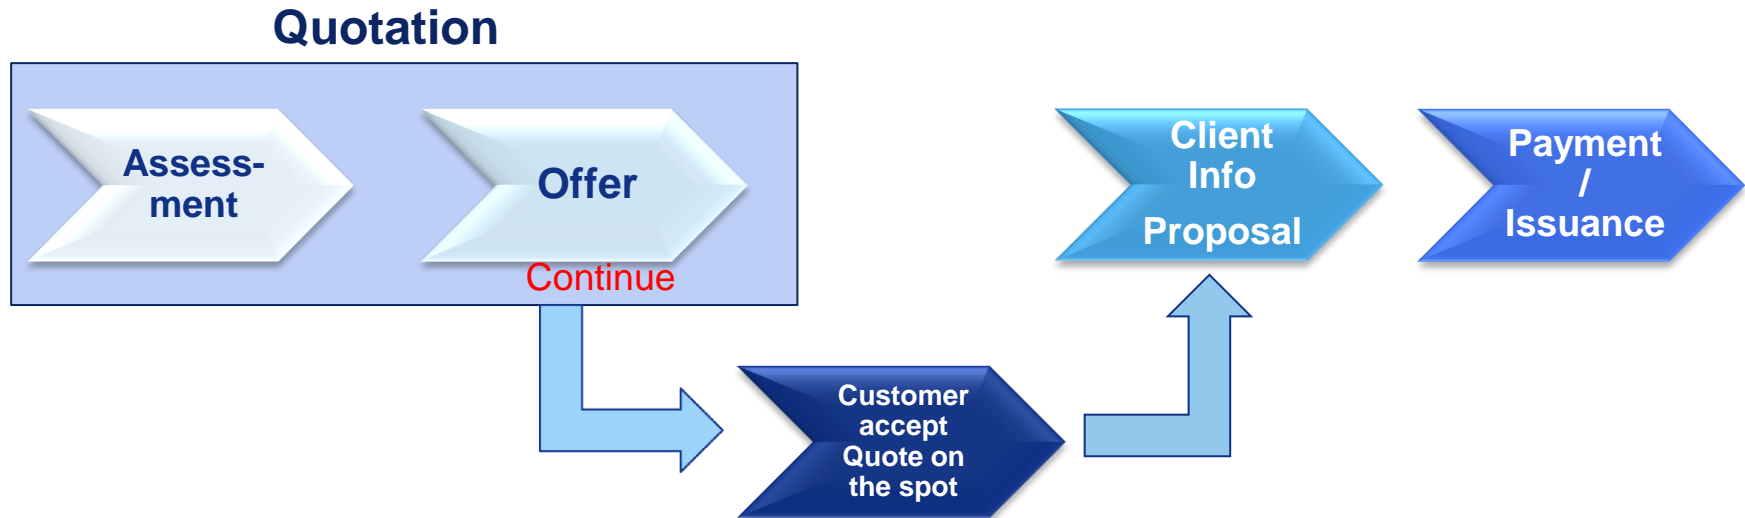 Quotation
Assess-
ment
Offer
Continue
Customer
accept
Quote on
the spot
Client
Info
Proposal
Payment
/
Issuance